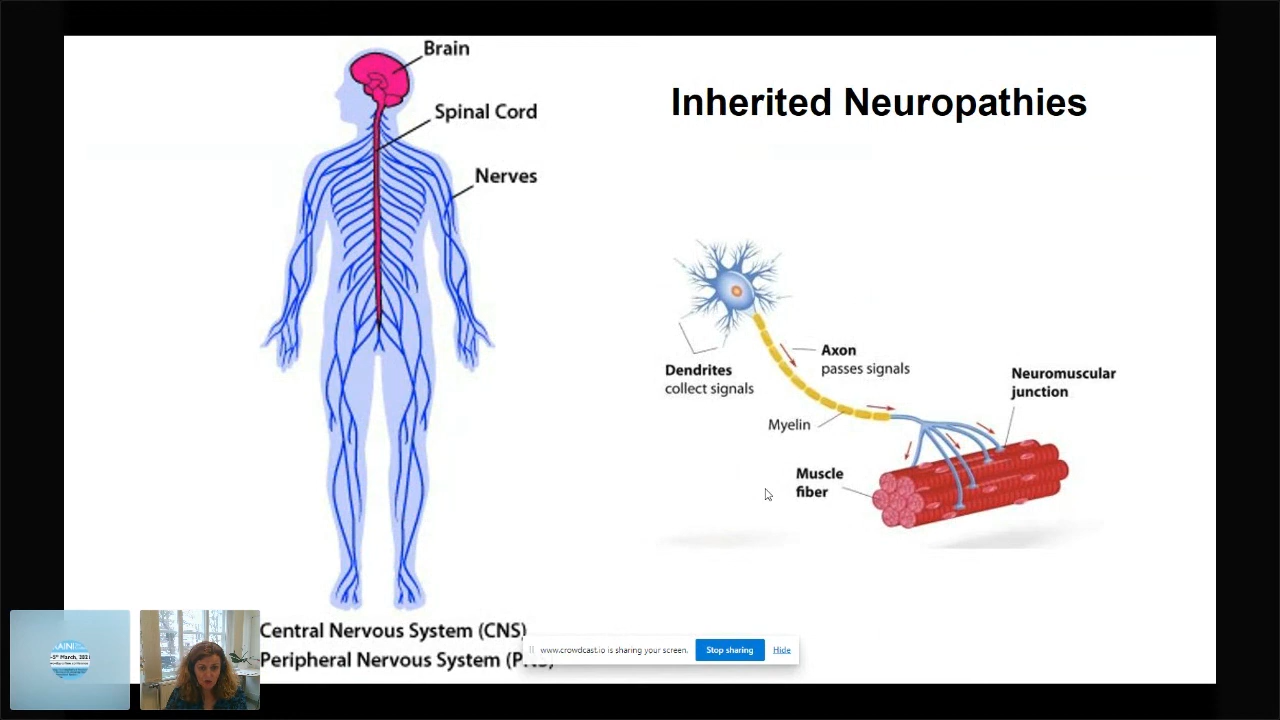 Brain
Spinal Cord
Nerves
Inherited Neuropathies
Dendrites
collect signals
Axon
passes signals
Myelin
Neuromuscular
junction
Muscle
fiber
Central Nervous System (CNS)
Peripheral Nervous System (PNS)
www.crowdcast.io is sharing your screen.
Stop sharing
Hide